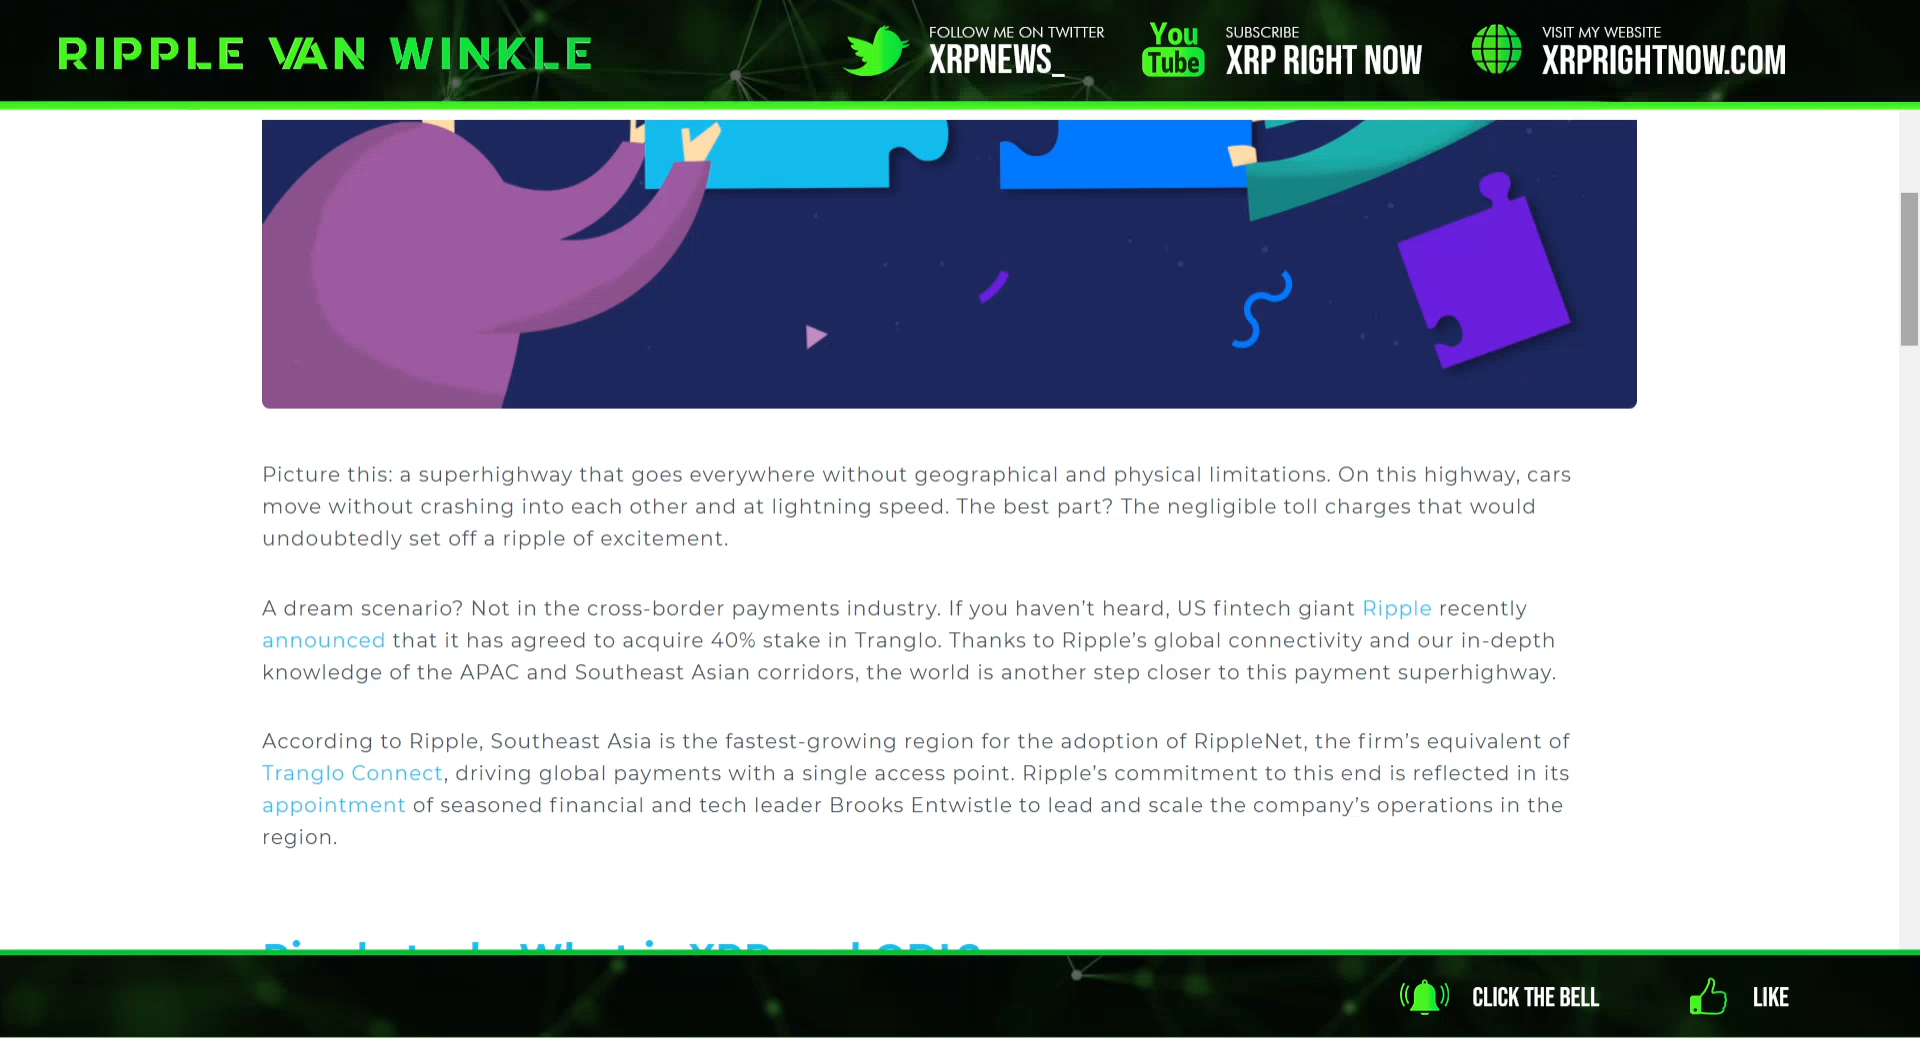 RIPPLE VAN WINKLE
FOLLOW ME ON TWITTER
XRPNEWS_
You
Tube
SUBSCRIBE
XRP RIGHT NOW
VISIT MY WEBSITE
XRPRIGHTNOW.COM
Picture this: a superhighway that goes everywhere without geographical and physical limitations. On this highway, cars
move without crashing into each other and at lightning speed. The best part? The negligible toll charges that would
undoubtedly set off a ripple of excitement.
A dream scenario? Not in the cross-border payments industry. If you haven’t heard, US fintech giant Ripple recently
announced that it has agreed to acquire 40% stake in Tranglo. Thanks to Ripple’s global connectivity and our in-depth
knowledge of the APAC and Southeast Asian corridors, the world is another step closer to this payment superhighway.
According to Ripple, Southeast Asia is the fastest-growing region for the adoption of RippleNet, the firm’s equivalent of
Tranglo Connect, driving global payments with a single access point. Ripple’s commitment to this end is reflected in its
appointment of seasoned financial and tech leader Brooks Entwistle to lead and scale the company’s operations in the
region.
CLICK THE BELL
LIKE